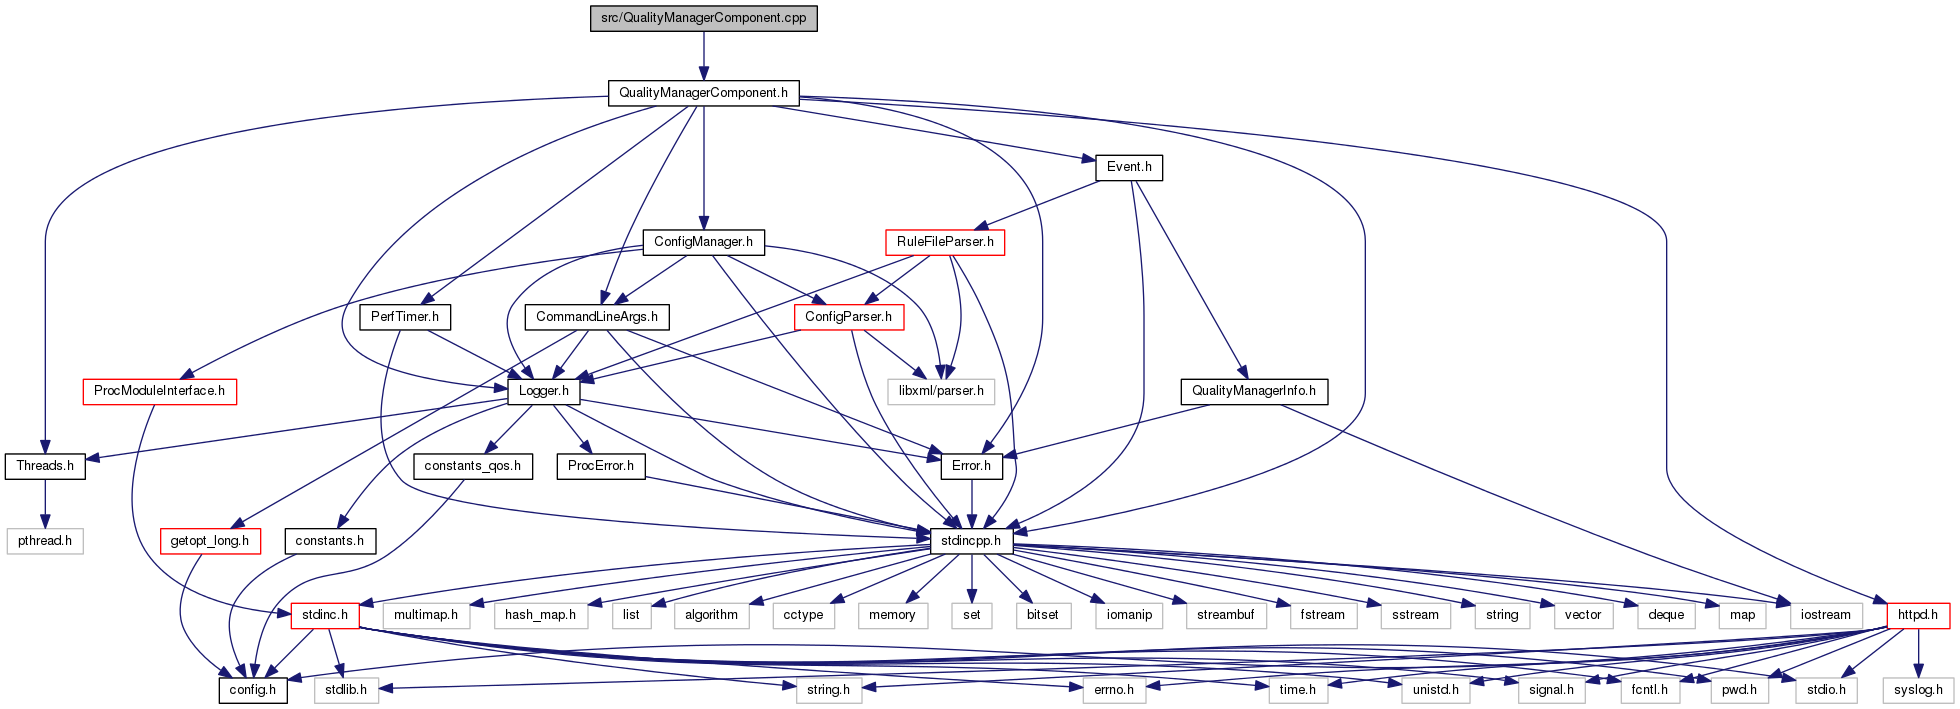 src/QualityManagerComponent.cpp
QualityManagerComponent.h
Event.h
ConfigManager.h
RuleFileParser.h
PerfTimer.h
CommandLineArgs.h
ConfigParser.h
ProcModuleInterface.h
Logger.h
libxml/parser.h
QualityManagerInfo.h
Threads.h
constants_qos.h
ProcError.h
Error.h
pthread.h
getopt_long.h
constants.h
stdincpp.h
stdinc.h
multimap.h
hash_map.h
list
algorithm
cctype
memory
set
bitset
iomanip
streambuf
fstream
sstream
string
vector
deque
map
iostream
httpd.h
config.h
stdlib.h
string.h
errno.h
time.h
unistd.h
signal.h
fcntl.h
pwd.h
stdio.h
syslog.h